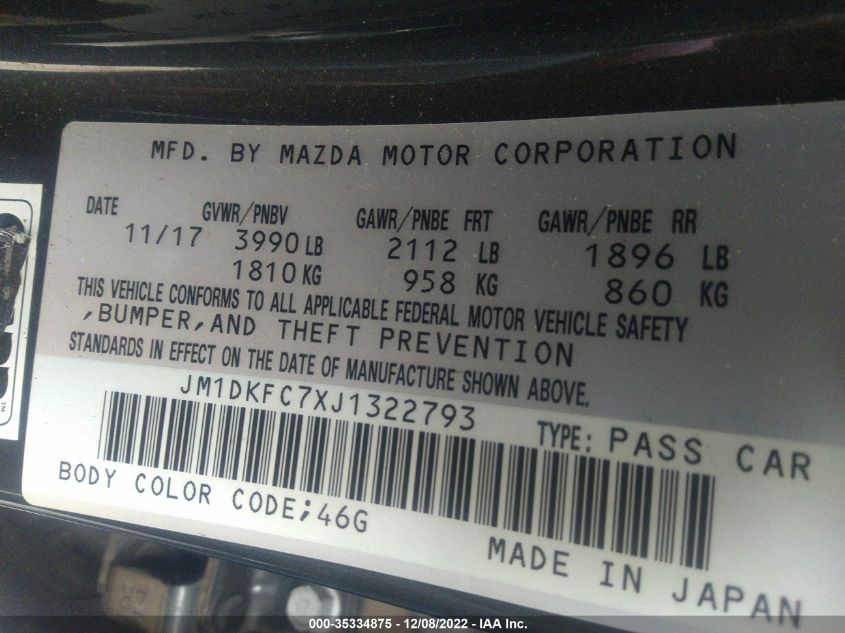 MFD. BY MAZDA MOTOR CORPORATION
DATE GVWR/PNBV GAWR/PNBE FRT GAWR/PNBE RR
11/17 3990 LB 2112 LB 1896 LB
1810 KG 958 KG 860 KG
THIS VEHICLE CONFORMS TO ALL APPLICABLE FEDERAL MOTOR VEHICLE SAFETY
,BUMPER,AND THEFT PREVENTION
STANDARDS IN EFFECT ON THE DATE OF MANUFACTURE SHOWN ABOVE.
JM1DKFC7XJ1322793 TYPE: PASS CAR
BODY COLOR CODE;46G
MADE IN JAPAN
000-35334875 - 12/08/2022 - IAA Inc.